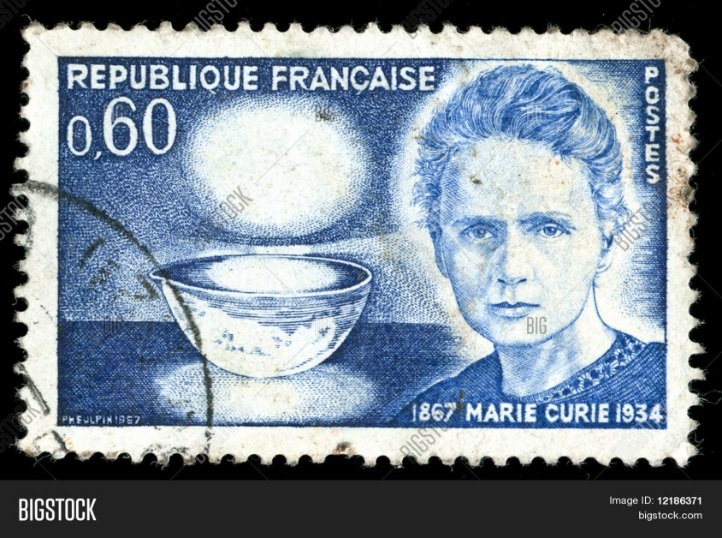 REPUBLIQUE FRANÇAISE
0,60
POSTES
1867 MARIE CURIE 1934
BIGSTOCK
Image ID: 12186371
bigstock.com